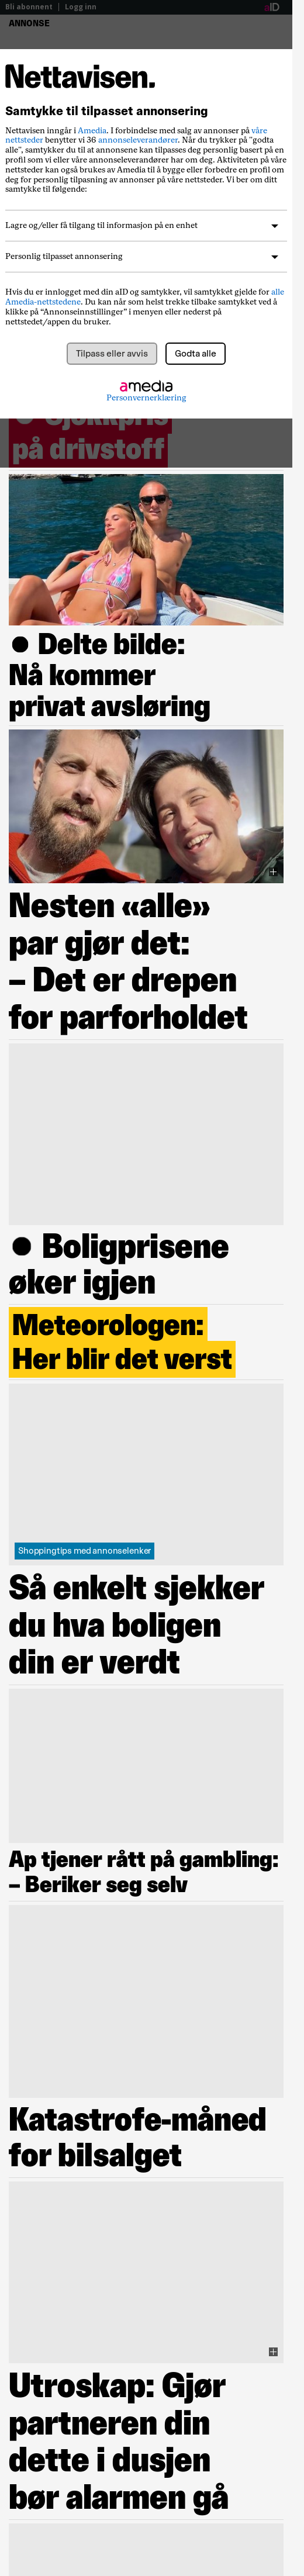 Bli abonnent | Logg inn
aID
ANNONSE
Nettavisen.
Samtykke til tilpasset annonsering
Nettavisen inngår i Amedia. I forbindelse med salg av annonser på våre
nettsteder benytter vi 36 annonseleverandører. Når du trykker på "godta
alle", samtykker du til at annonsene kan tilpasses deg personlig basert på en
profil som vi eller våre annonseleverandører har om deg. Aktiviteten på våre
nettsteder kan også brukes av Amedia til å bygge eller forbedre en profil om
deg for personlig tilpasning av annonser på våre nettsteder. Vi ber om ditt
samtykke til følgende:
Lagre og/eller få tilgang til informasjon på en enhet
Personlig tilpasset annonsering
Hvis du er innlogget med din aID og samtykker, vil samtykket gjelde for alle
Amedia-nettstedene. Du kan når som helst trekke tilbake samtykket ved å
klikke på “Annonseinnstillinger” i menyen eller nederst på
nettstedet/appen du bruker.
Tilpass eller avvis
Godta alle
amedia
Personvernerklæring
på drivstoff
Delte bilde:
Nå kommer
privat avsløring
Nesten «alle»
par gjør det:
– Det er drepen
for parforholdet
Boligprisene
øker igjen
Meteorologen:
Her blir det verst
Shoppingtips med annonselenker
Så enkelt sjekker
du hva boligen
din er verdt
Ap tjener rått på gambling:
– Beriker seg selv
Katastrofe-måned
for bilsalget
Utroskap: Gjør
partneren din
dette i dusjen
bør alarmen gå